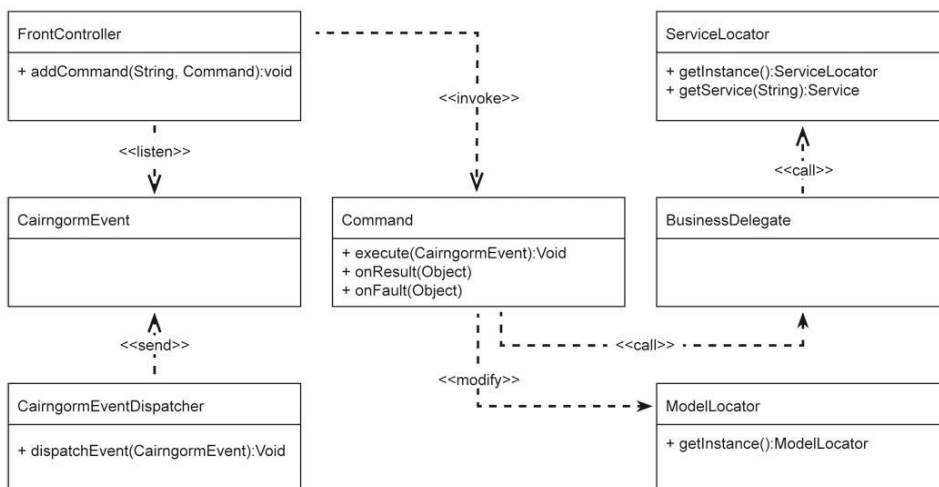 FrontController
+ addCommand(String, Command):void
<<listen>>
<<invoke>>
ServiceLocator
+ getInstance():ServiceLocator
+ getService(String):Service
<<call>>
CairngormEvent
Command
+ execute(CairngormEvent):Void
+ onResult(Object)
+ onFault(Object)
BusinessDelegate
<<send>>
<<call>>
<<modify>>
CairngormEventDispatcher
+ dispatchEvent(CairngormEvent):Void
ModelLocator
+ getInstance():ModelLocator